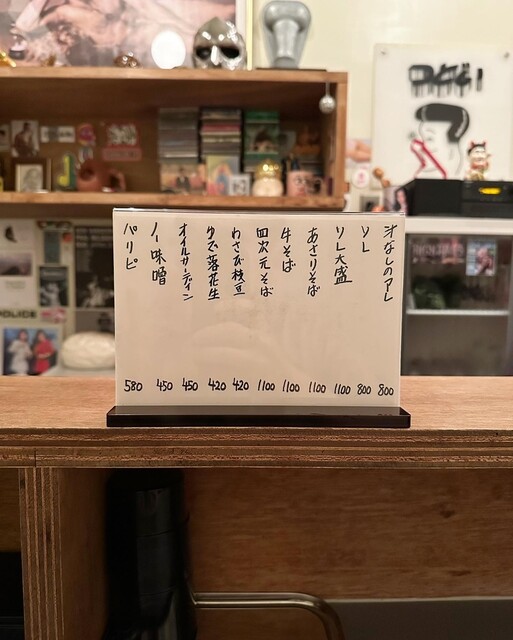 汁なしのアレ 800
ソレ 800
ソレ大盛 1100
あさりそば 1100
牛そば 1100
四次元そば 1100
わさび枝豆 420
ゆで落花生 420
オイルサーディン 450
ノー味噌 450
パリピ 580
POLICE